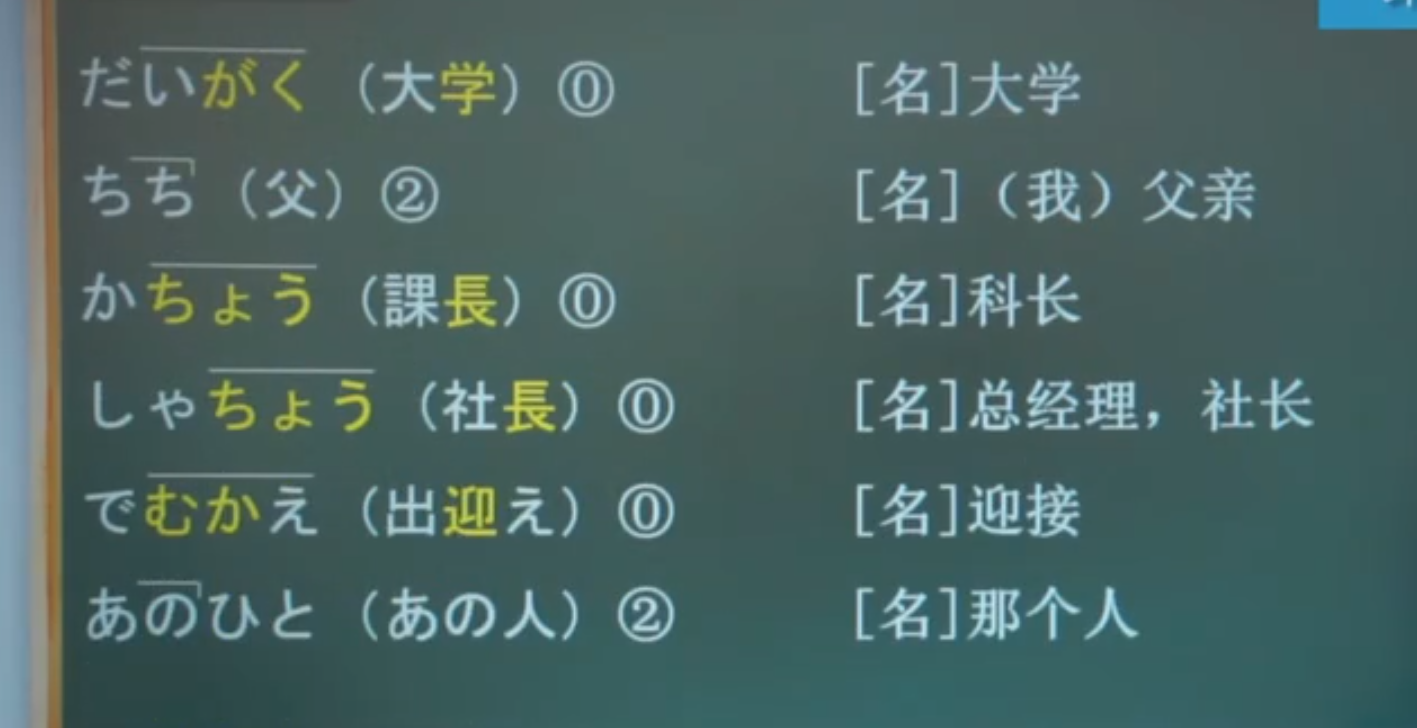 だいがく（大学）⓪ [名]大学
ちち（父）② [名]（我）父亲
かちょう（課長）⓪ [名]科长
しゃちょう（社長）⓪ [名]总经理，社长
でむかえ（出迎え）⓪ [名]迎接
あのひと（あの人）② [名]那个人